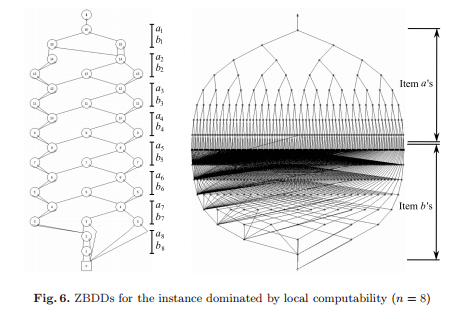 a₁
b₁
a₂
b₂
a₃
b₃
a₄
b₄
a₅
b₅
a₆
b₆
a₇
b₇
a₈
b₈
Item a's
Item b's
Fig. 6. ZBDDs for the instance dominated by local computability (n = 8)